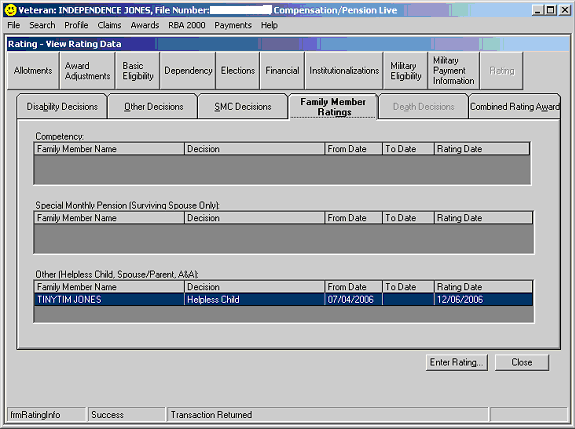 Veteran: INDEPENDENCE JONES, File Number: Compensation/Pension Live
File Search Profile Claims Awards RBA 2000 Payments Help
Rating - View Rating Data
Allotments
Award Adjustments
Basic Eligibility
Dependency
Elections
Financial
Institutionalizations
Military Eligibility
Military Payment Information
Rating
Disability Decisions
Other Decisions
SMC Decisions
Family Member Ratings
Death Decisions
Combined Rating Award
Competency:
Family Member Name Decision From Date To Date Rating Date
Special Monthly Pension (Surviving Spouse Only):
Family Member Name Decision From Date To Date Rating Date
Other (Helpless Child, Spouse/Parent, A&A):
Family Member Name Decision From Date To Date Rating Date
TINYTIM JONES Helpless Child 07/04/2006 12/06/2006
Enter Rating... Close
frmRatingInfo Success Transaction Returned